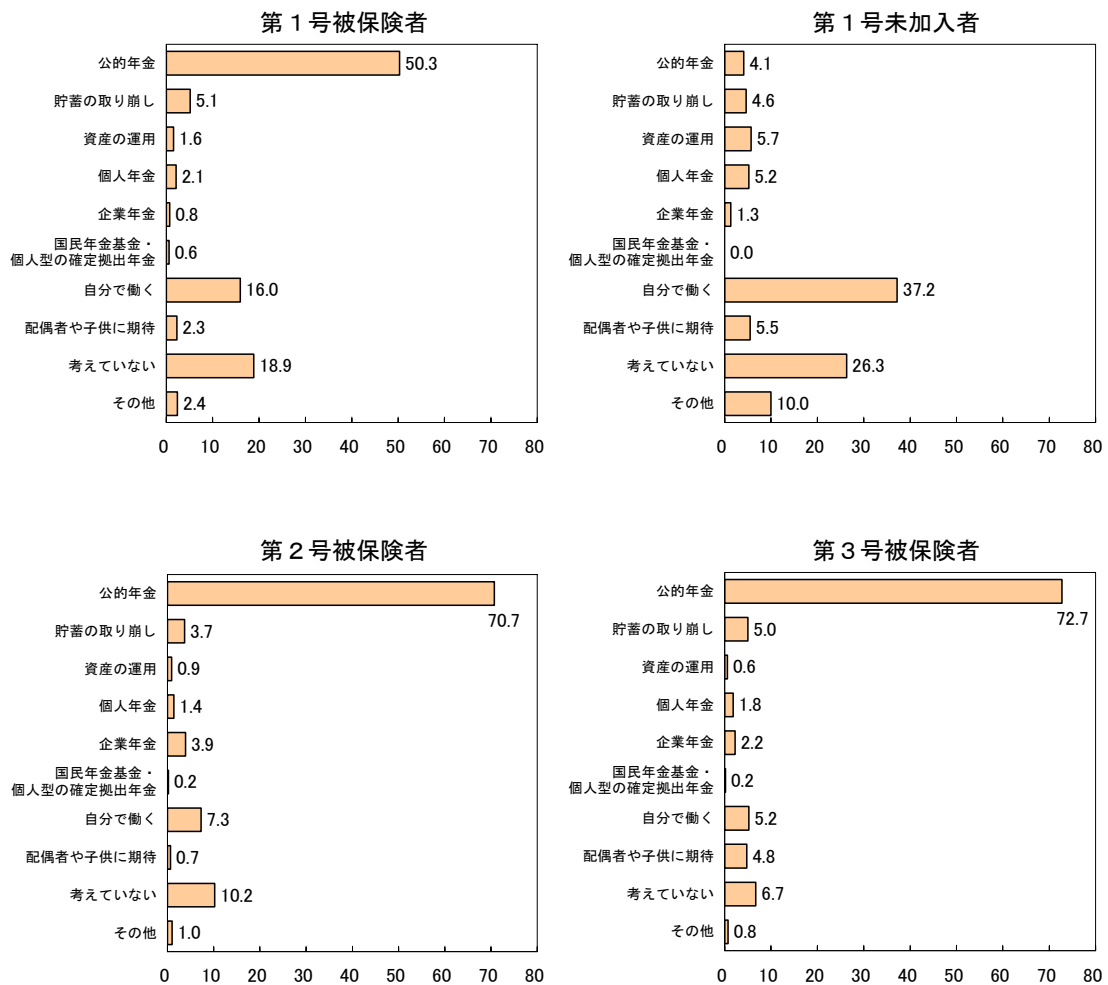 第１号被保険者
公的年金 50.3
貯蓄の取り崩し 5.1
資産の運用 1.6
個人年金 2.1
企業年金 0.8
国民年金基金・
個人型の確定拠出年金 0.6
自分で働く 16.0
配偶者や子供に期待 2.3
考えていない 18.9
その他 2.4
0 10 20 30 40 50 60 70 80
第１号未加入者
公的年金 4.1
貯蓄の取り崩し 4.6
資産の運用 5.7
個人年金 5.2
企業年金 1.3
国民年金基金・
個人型の確定拠出年金 0.0
自分で働く 37.2
配偶者や子供に期待 5.5
考えていない 26.3
その他 10.0
0 10 20 30 40 50 60 70 80
第２号被保険者
公的年金 70.7
貯蓄の取り崩し 3.7
資産の運用 0.9
個人年金 1.4
企業年金 3.9
国民年金基金・
個人型の確定拠出年金 0.2
自分で働く 7.3
配偶者や子供に期待 0.7
考えていない 10.2
その他 1.0
0 10 20 30 40 50 60 70 80
第３号被保険者
公的年金 72.7
貯蓄の取り崩し 5.0
資産の運用 0.6
個人年金 1.8
企業年金 2.2
国民年金基金・
個人型の確定拠出年金 0.2
自分で働く 5.2
配偶者や子供に期待 4.8
考えていない 6.7
その他 0.8
0 10 20 30 40 50 60 70 80